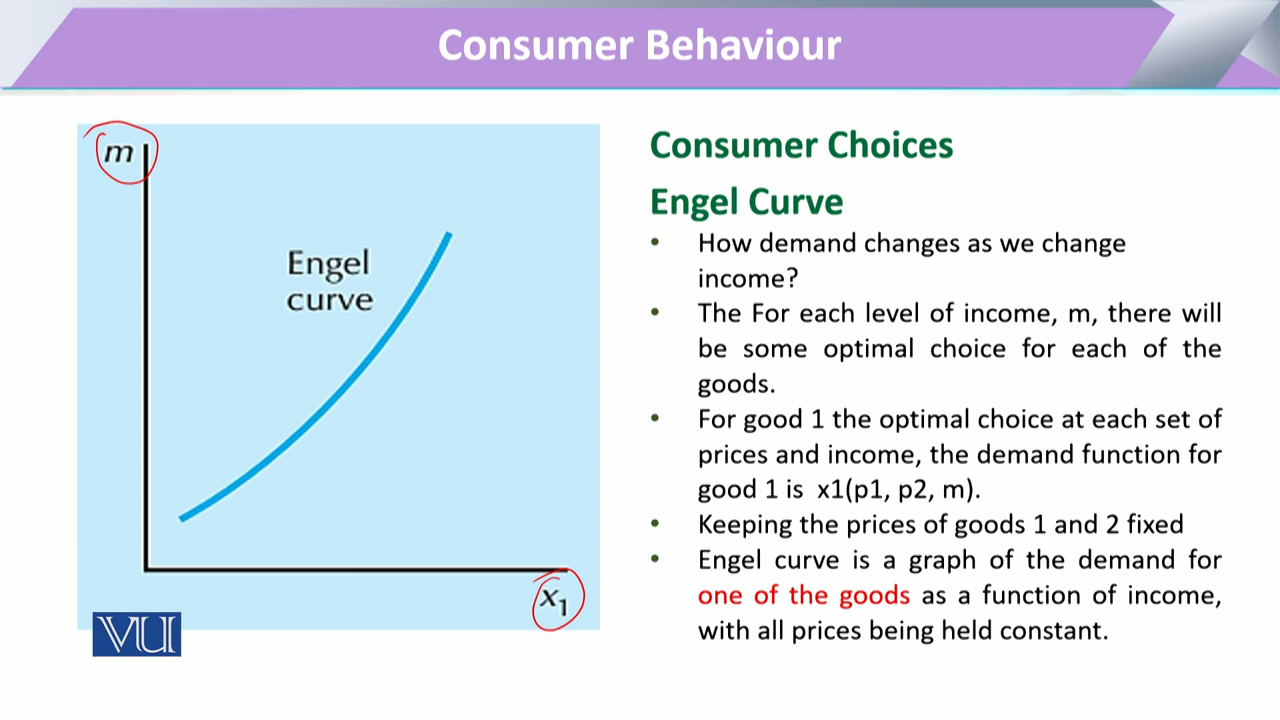 Consumer Behaviour
m
Engel
curve
x1
VU
Consumer Choices
Engel Curve
• How demand changes as we change
income?
• The For each level of income, m, there will
be some optimal choice for each of the
goods.
• For good 1 the optimal choice at each set of
prices and income, the demand function for
good 1 is x1(p1, p2, m).
• Keeping the prices of goods 1 and 2 fixed
• Engel curve is a graph of the demand for
one of the goods as a function of income,
with all prices being held constant.